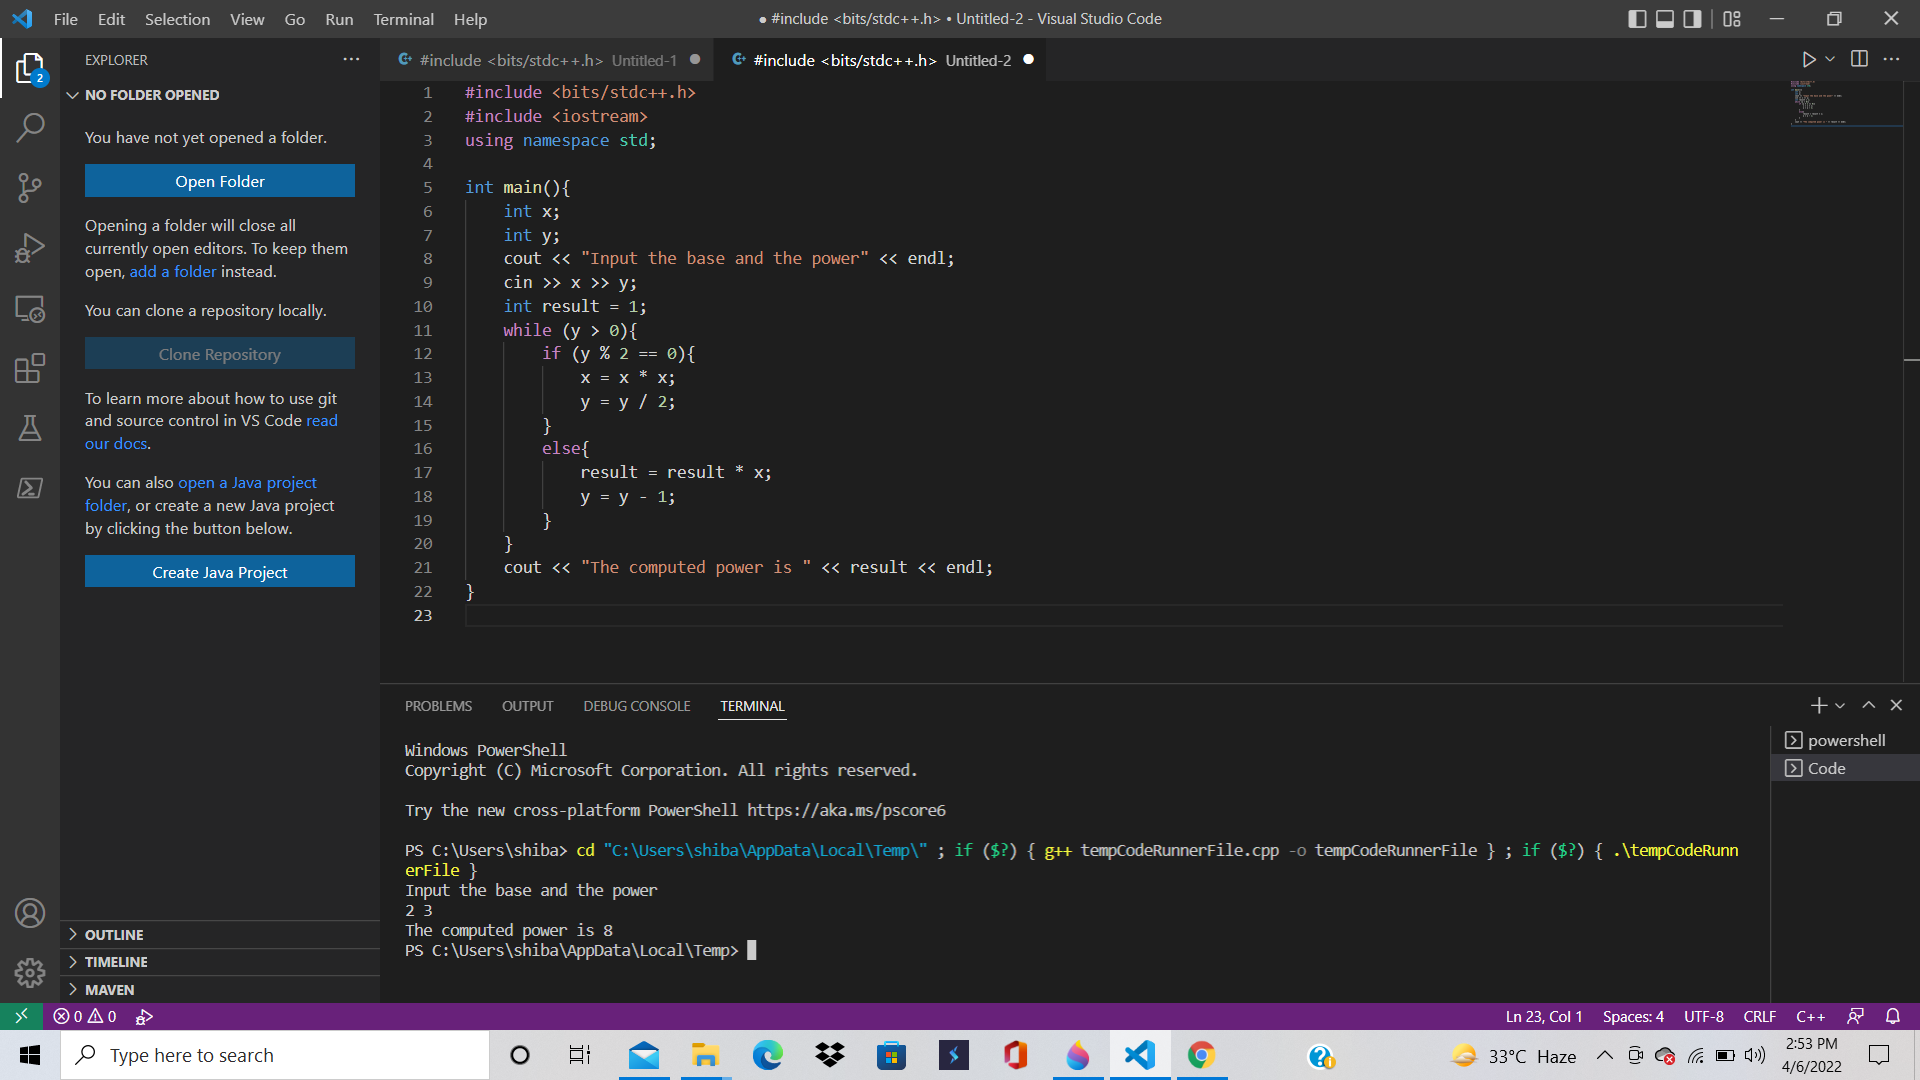 File Edit Selection View Go Run Terminal Help
● #include <bits/stdc++.h> • Untitled-2 - Visual Studio Code
2
EXPLORER
NO FOLDER OPENED
You have not yet opened a folder.
Open Folder
Opening a folder will close all
currently open editors. To keep them
open, add a folder instead.
You can clone a repository locally.
Clone Repository
To learn more about how to use git
and source control in VS Code read
our docs.
You can also open a Java project
folder, or create a new Java project
by clicking the button below.
Create Java Project
OUTLINE
TIMELINE
MAVEN
#include <bits/stdc++.h> Untitled-1
#include <bits/stdc++.h> Untitled-2
1 #include <bits/stdc++.h>
2 #include <iostream>
3 using namespace std;
4
5 int main(){
6 int x;
7 int y;
8 cout << "Input the base and the power" << endl;
9 cin >> x >> y;
10 int result = 1;
11 while (y > 0){
12 if (y % 2 == 0){
13 x = x * x;
14 y = y / 2;
15 }
16 else{
17 result = result * x;
18 y = y - 1;
19 }
20 }
21 cout << "The computed power is " << result << endl;
22 }
23
PROBLEMS OUTPUT DEBUG CONSOLE TERMINAL
Windows PowerShell
Copyright (C) Microsoft Corporation. All rights reserved.
Try the new cross-platform PowerShell https://aka.ms/pscore6
PS C:\Users\shiba> cd "C:\Users\shiba\AppData\Local\Temp\" ; if ($?) { g++ tempCodeRunnerFile.cpp -o tempCodeRunnerFile } ; if ($?) { .\tempCodeRunn
erFile }
Input the base and the power
2 3
The computed power is 8
PS C:\Users\shiba\AppData\Local\Temp>
powershell
Code
0 0
Ln 23, Col 1 Spaces: 4 UTF-8 CRLF C++
Type here to search
33°C Haze
2:53 PM
4/6/2022